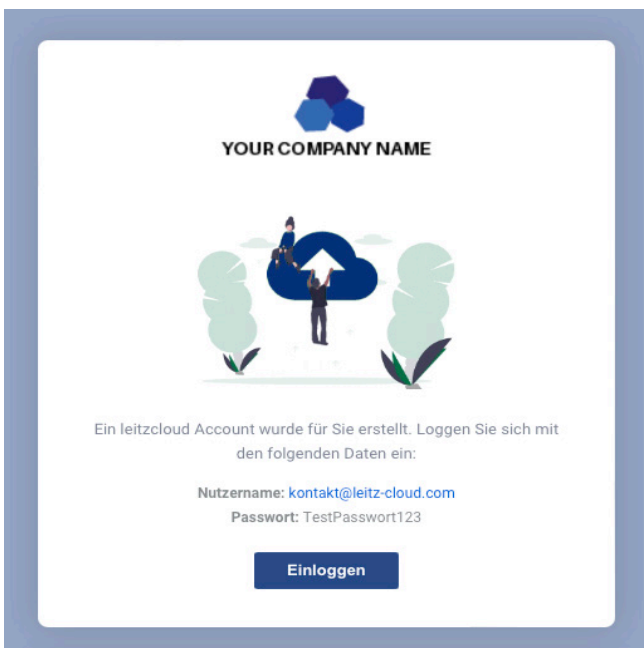 YOUR COMPANY NAME
Ein leitzcloud Account wurde für Sie erstellt. Loggen Sie sich mit
den folgenden Daten ein:
Nutzername: kontakt@leitz-cloud.com
Passwort: TestPasswort123
Einloggen